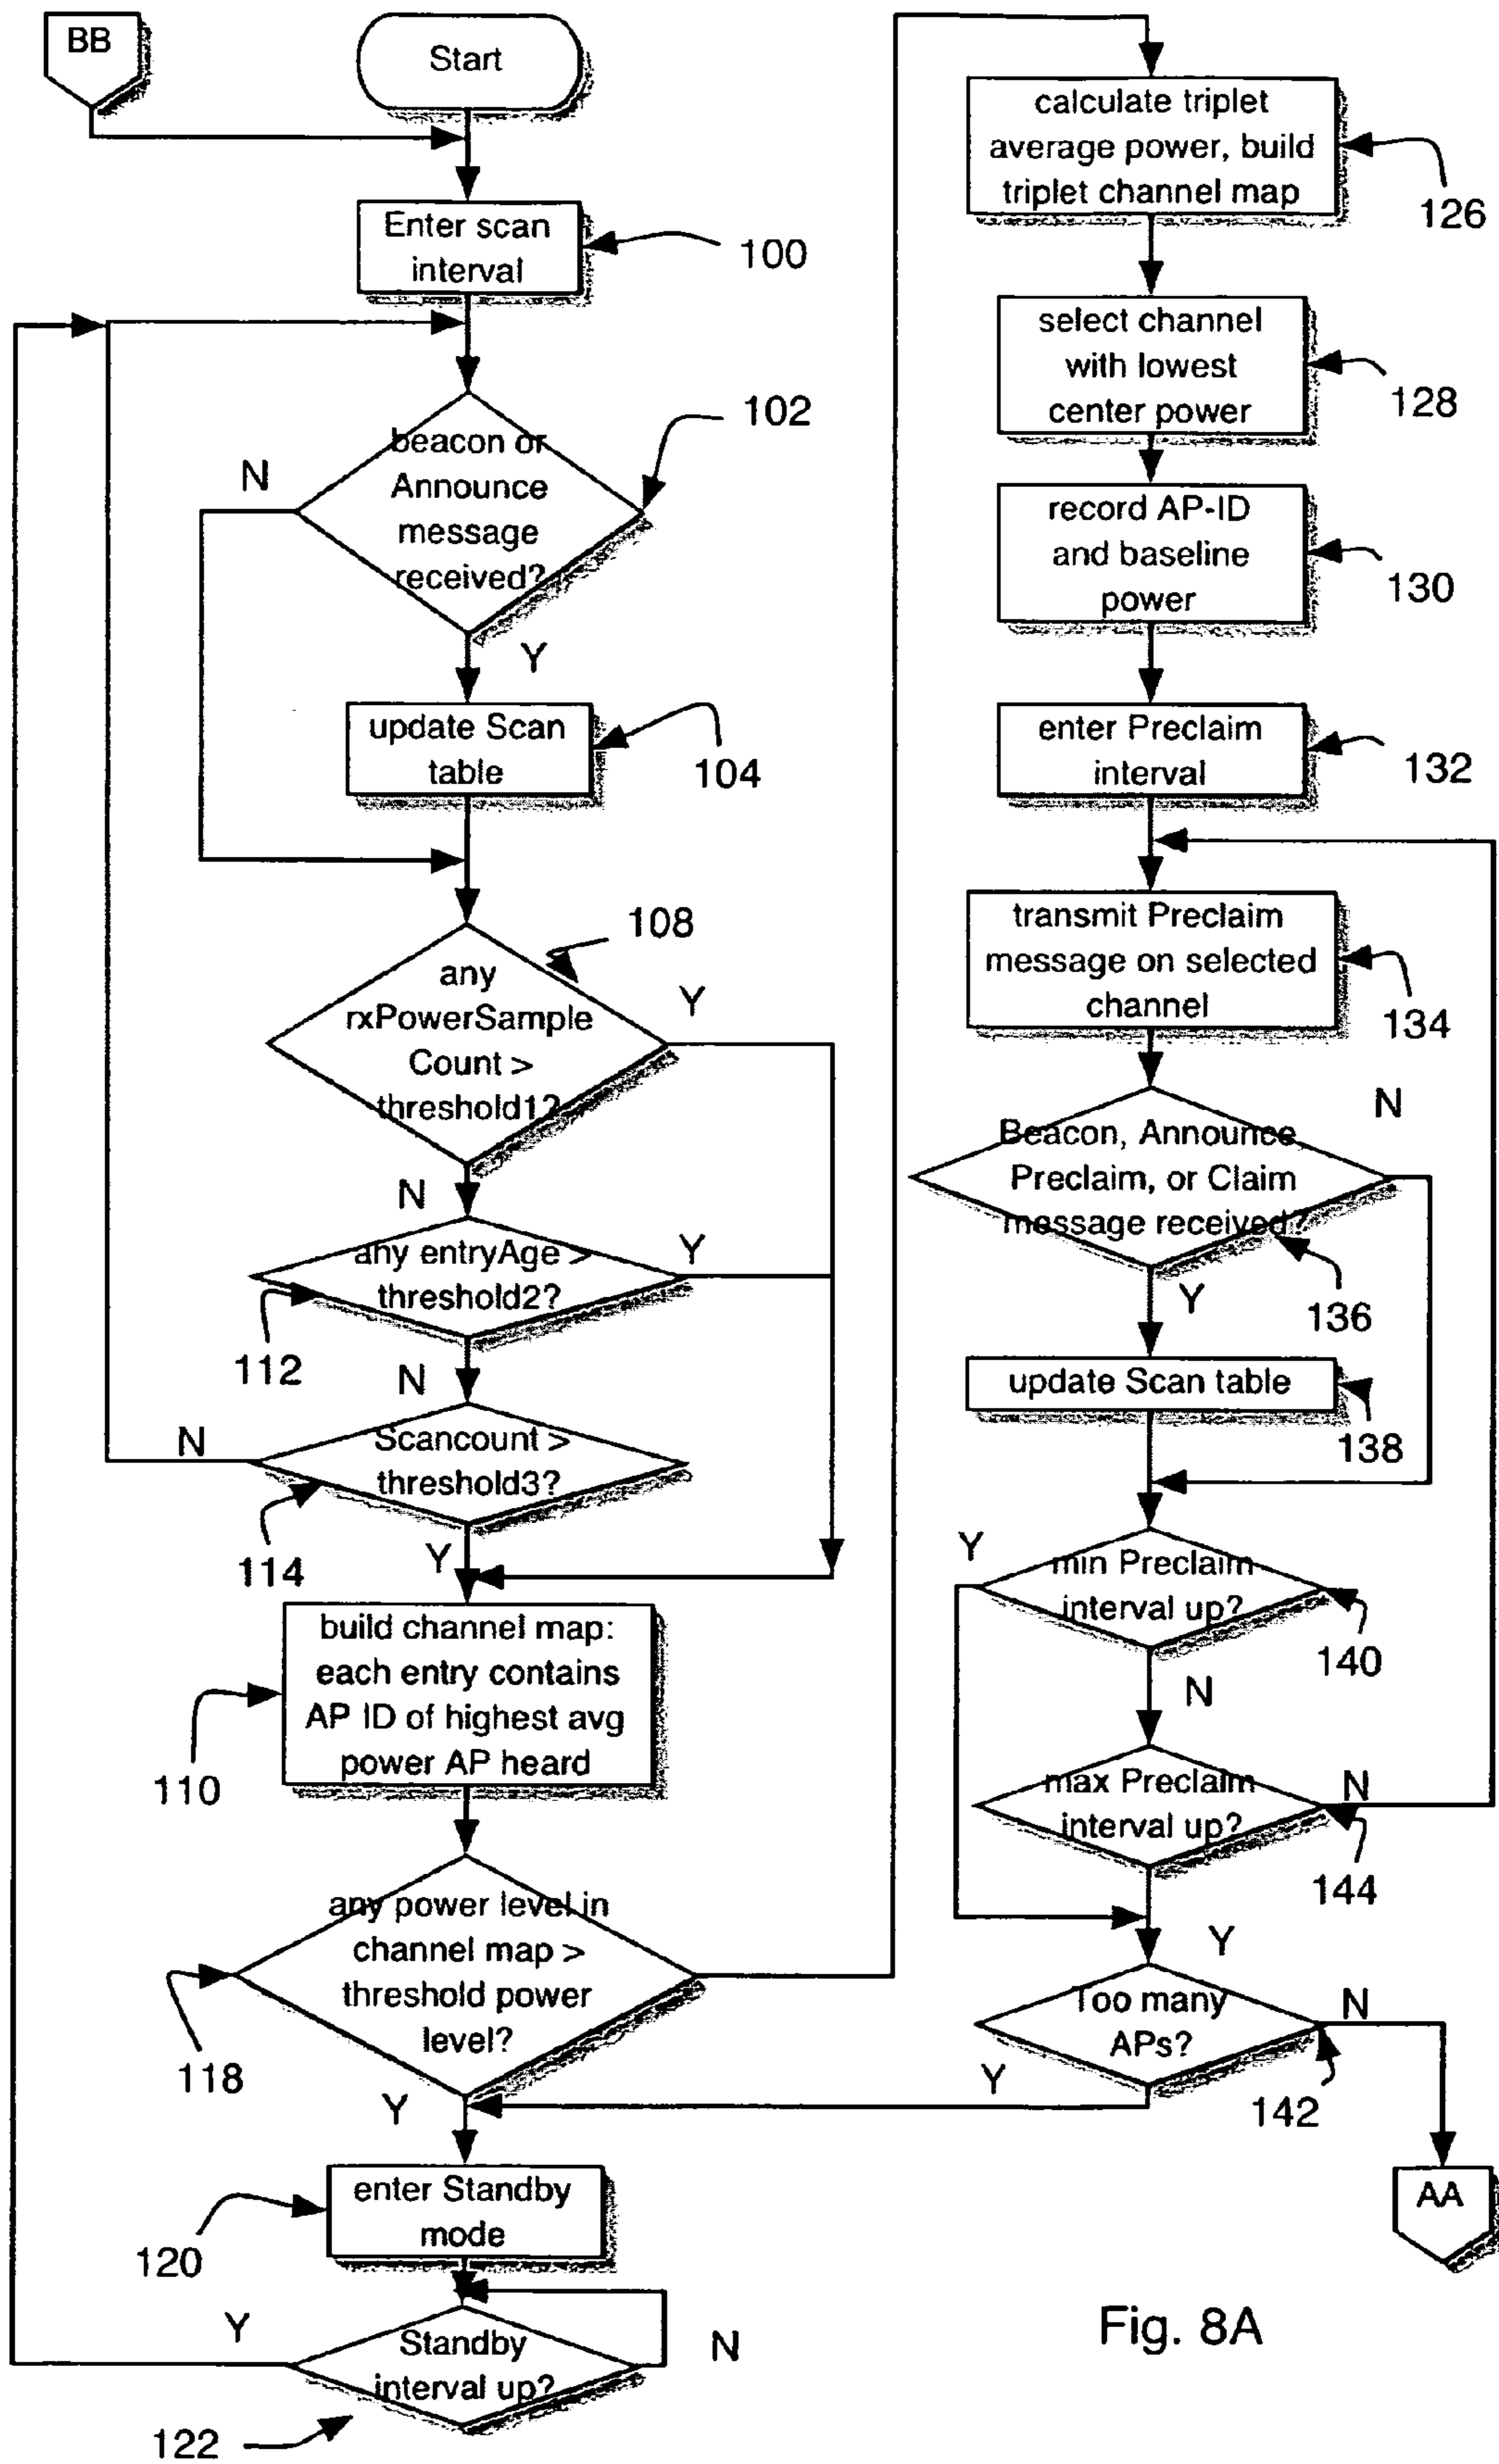 BB
Start
Enter scan
interval
100
beacon or
Announce
message
received?
102
N
Y
update Scan
table
104
any
rxPowerSample
Count >
threshold1?
108
Y
N
any entryAge >
threshold2?
Y
112
N
Scancount >
threshold3?
N
114
Y
build channel map:
each entry contains
AP ID of highest avg
power AP heard
110
any power level in
channel map >
threshold power
level?
118
Y
enter Standby
mode
120
Standby
interval up?
Y
N
122
calculate triplet
average power, build
triplet channel map
126
select channel
with lowest
center power
128
record AP-ID
and baseline
power
130
enter Preclaim
interval
132
transmit Preclaim
message on selected
channel
134
Beacon, Announce
Preclaim, or Claim
message received?
N
136
Y
update Scan table
138
min Preclaim
interval up?
Y
140
N
max Preclaim
interval up?
N
144
Y
Too many
APs?
N
Y
142
AA
Fig. 8A